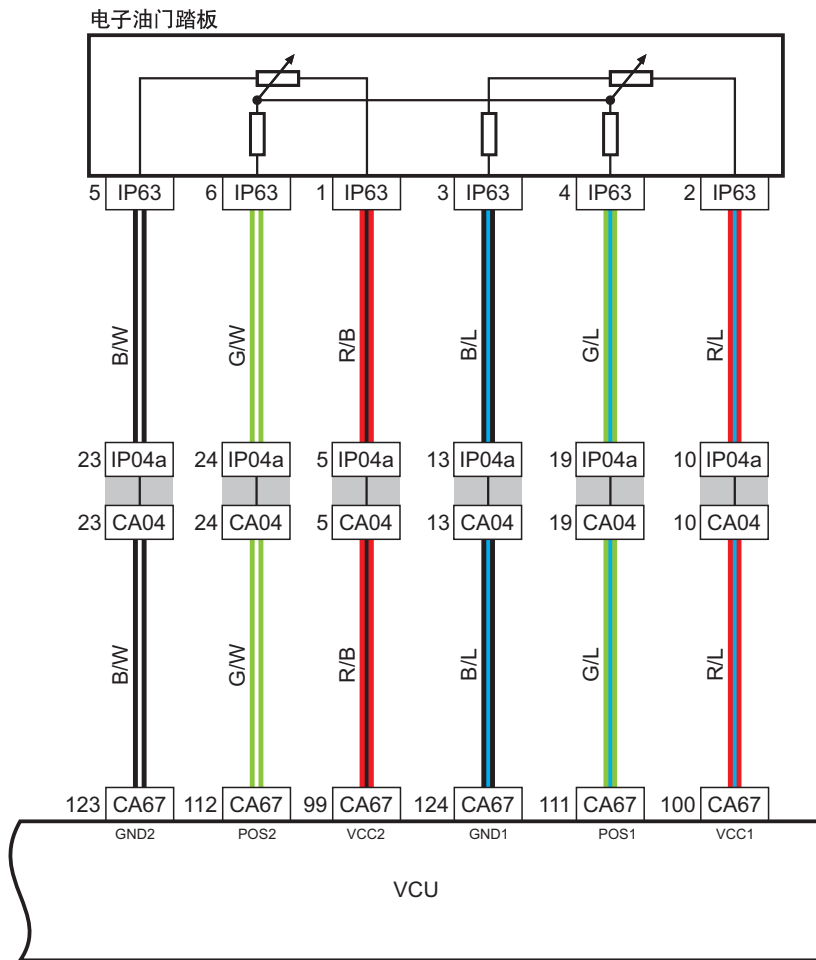 电子油门踏板
5 IP63 6 IP63 1 IP63 3 IP63 4 IP63 2 IP63
B/W G/W R/B B/L G/L R/L
23 IP04a 24 IP04a 5 IP04a 13 IP04a 19 IP04a 10 IP04a
23 CA04 24 CA04 5 CA04 13 CA04 19 CA04 10 CA04
B/W G/W R/B B/L G/L R/L
123 CA67 112 CA67 99 CA67 124 CA67 111 CA67 100 CA67
GND2 POS2 VCC2 GND1 POS1 VCC1
VCU